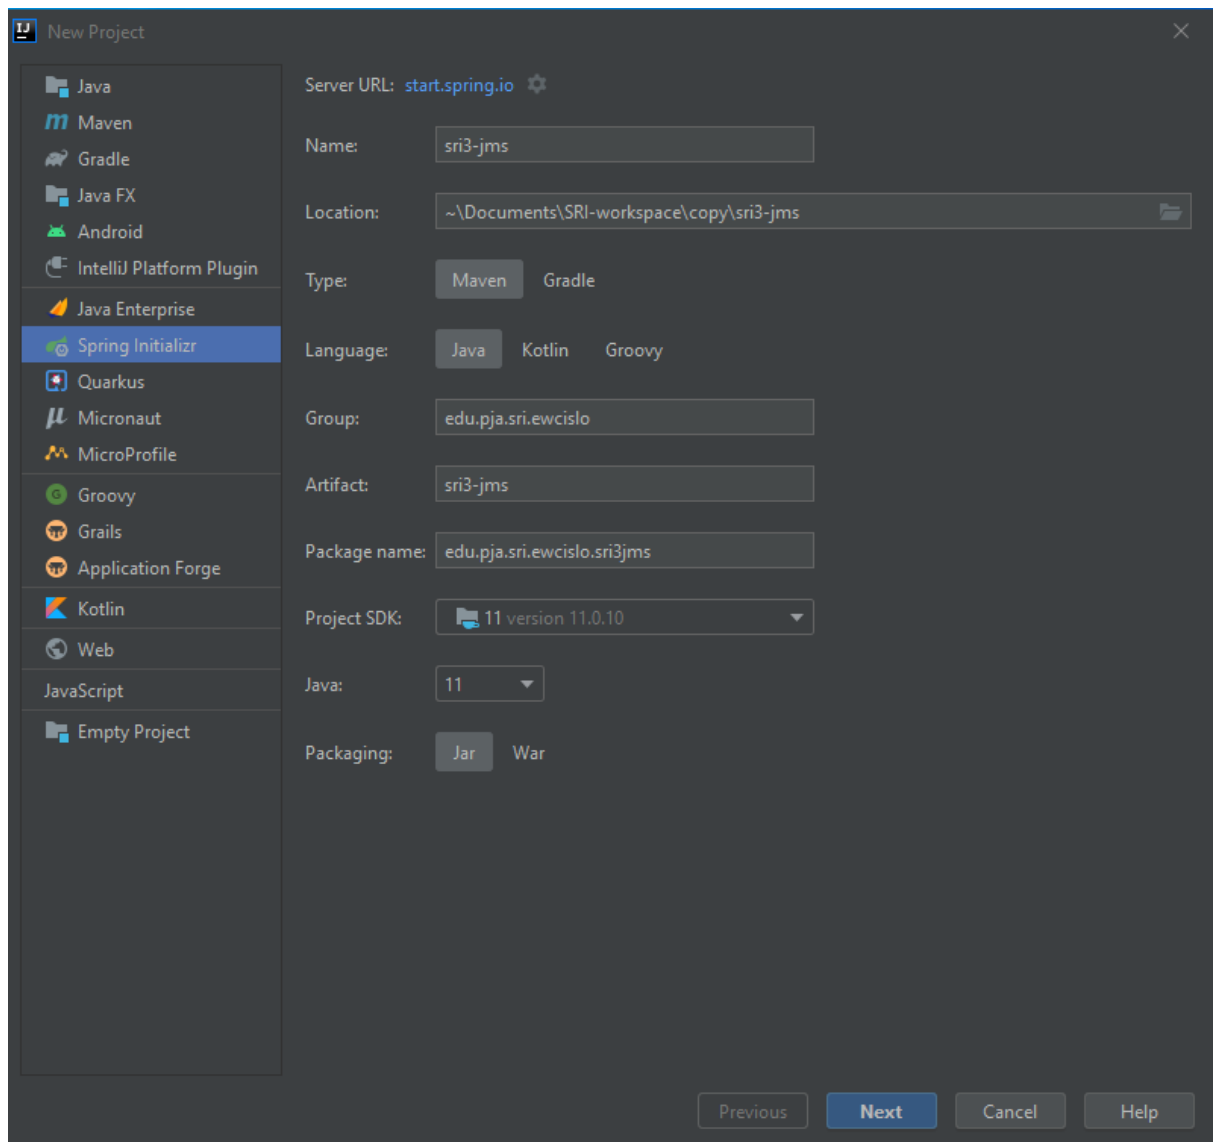 New Project
Java
Maven
Gradle
Java FX
Android
IntelliJ Platform Plugin
Java Enterprise
Spring Initializr
Quarkus
Micronaut
MicroProfile
Groovy
Grails
Application Forge
Kotlin
Web
JavaScript
Empty Project
Server URL: start.spring.io
Name: sri3-jms
Location: ~\Documents\SRI-workspace\copy\sri3-jms
Type: Maven Gradle
Language: Java Kotlin Groovy
Group: edu.pja.sri.ewcislo
Artifact: sri3-jms
Package name: edu.pja.sri.ewcislo.sri3jms
Project SDK: 11 version 11.0.10
Java: 11
Packaging: Jar War
Previous Next Cancel Help